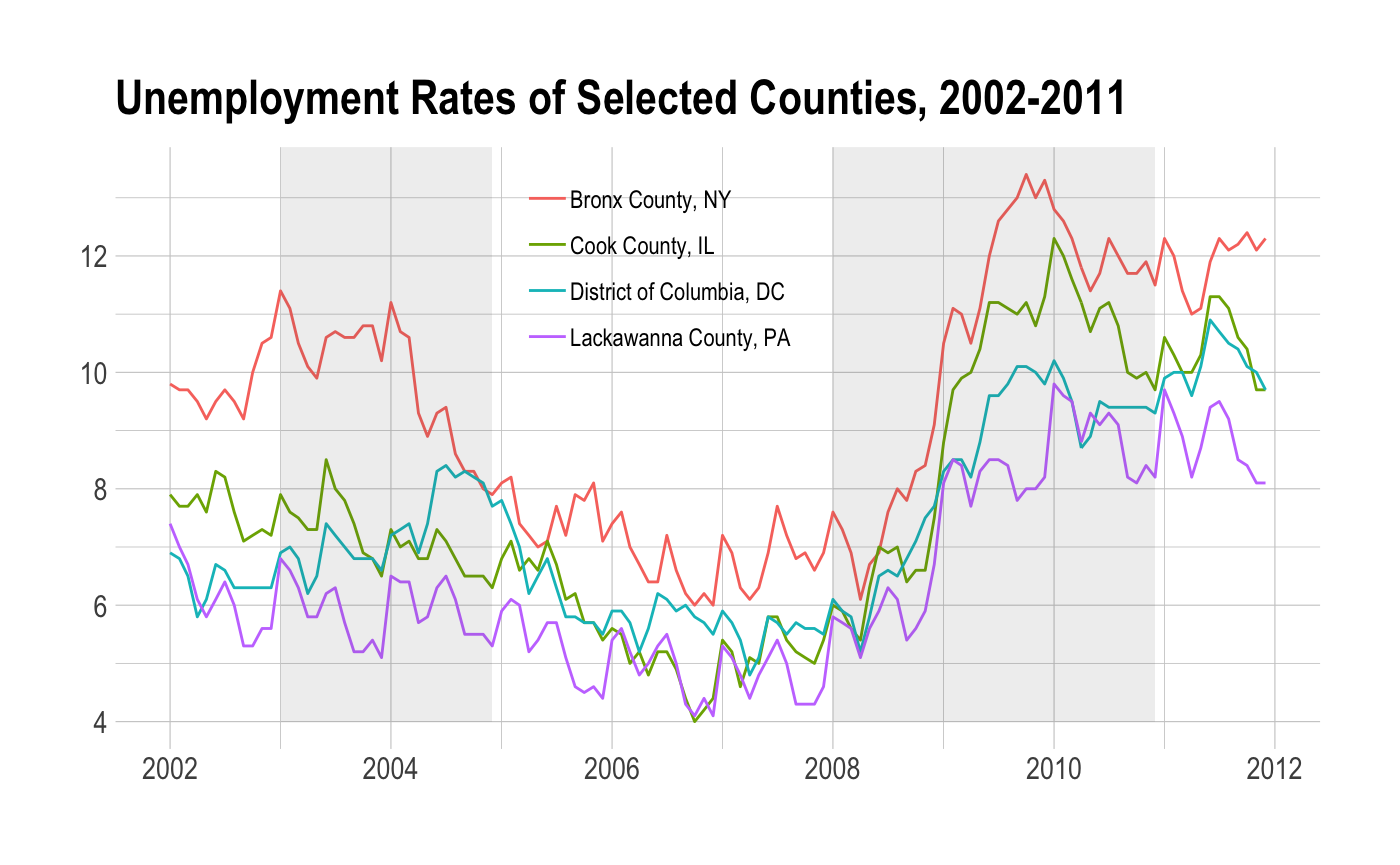 Unemployment Rates of Selected Counties, 2002-2011
Bronx County, NY
Cook County, IL
District of Columbia, DC
Lackawanna County, PA
12
10
8
6
4
2002 2004 2006 2008 2010 2012